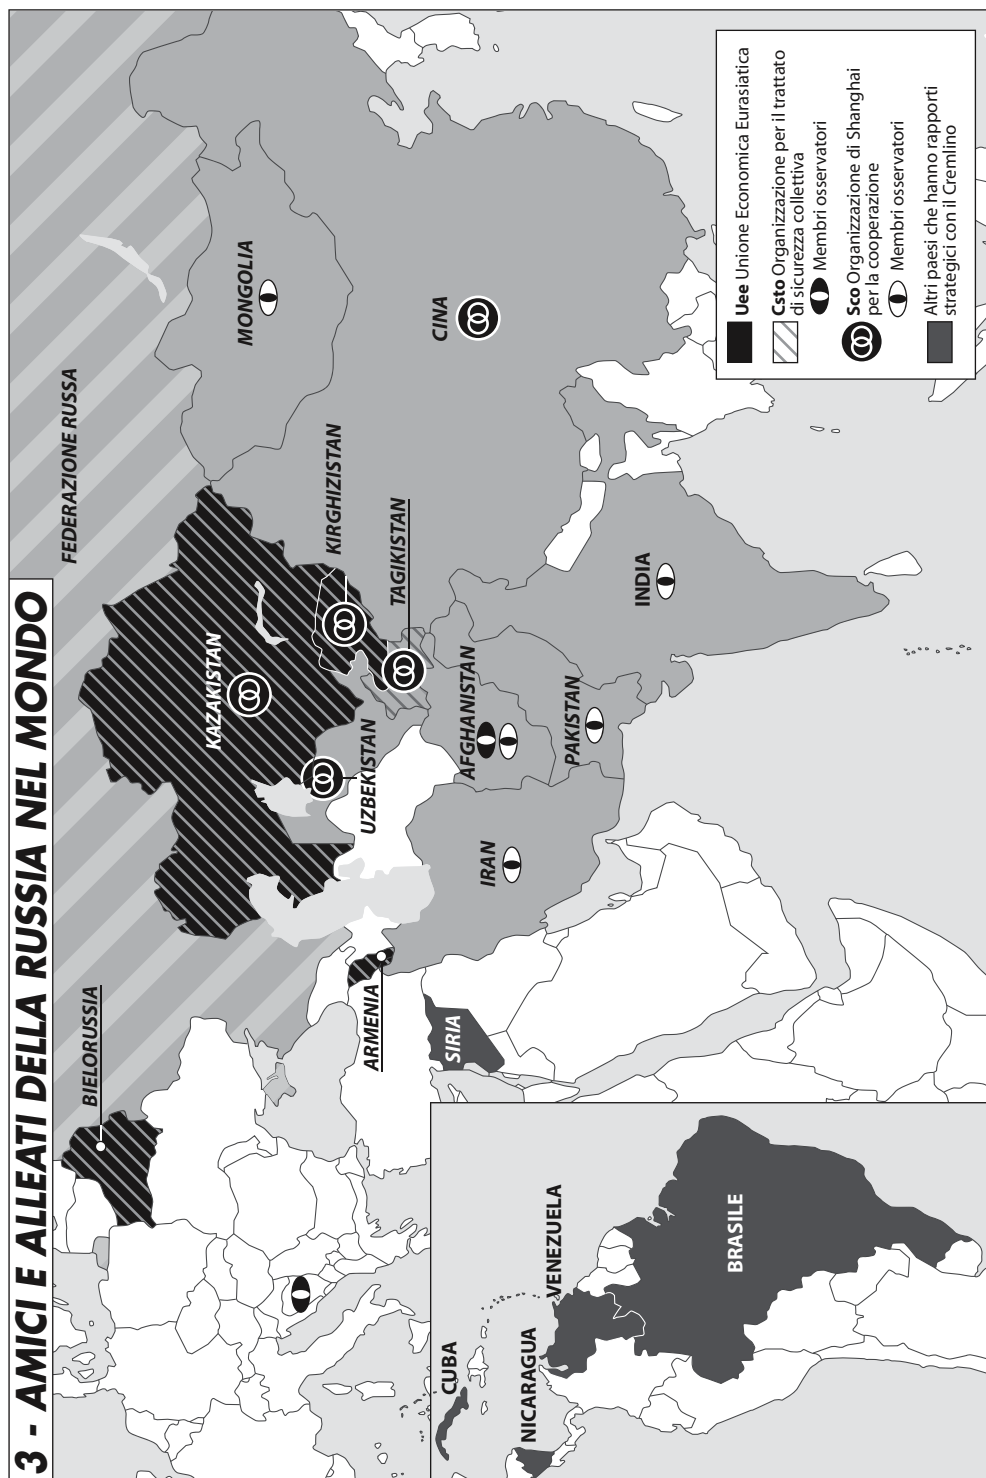 3 - AMICI E ALLEATI DELLA RUSSIA NEL MONDO
FEDERAZIONE RUSSA
BIELORUSSIA
KAZAKISTAN
MONGOLIA
KIRGHIZISTAN
TAGIKISTAN
UZBEKISTAN
CINA
ARMENIA
AFGHANISTAN
IRAN
PAKISTAN
INDIA
SIRIA
CUBA
NICARAGUA
VENEZUELA
BRASILE
Uee Unione Economica Eurasiatica
Csto Organizzazione per il trattato
di sicurezza collettiva
Membri osservatori
Sco Organizzazione di Shanghai
per la cooperazione
Membri osservatori
Altri paesi che hanno rapporti
strategici con il Cremlino